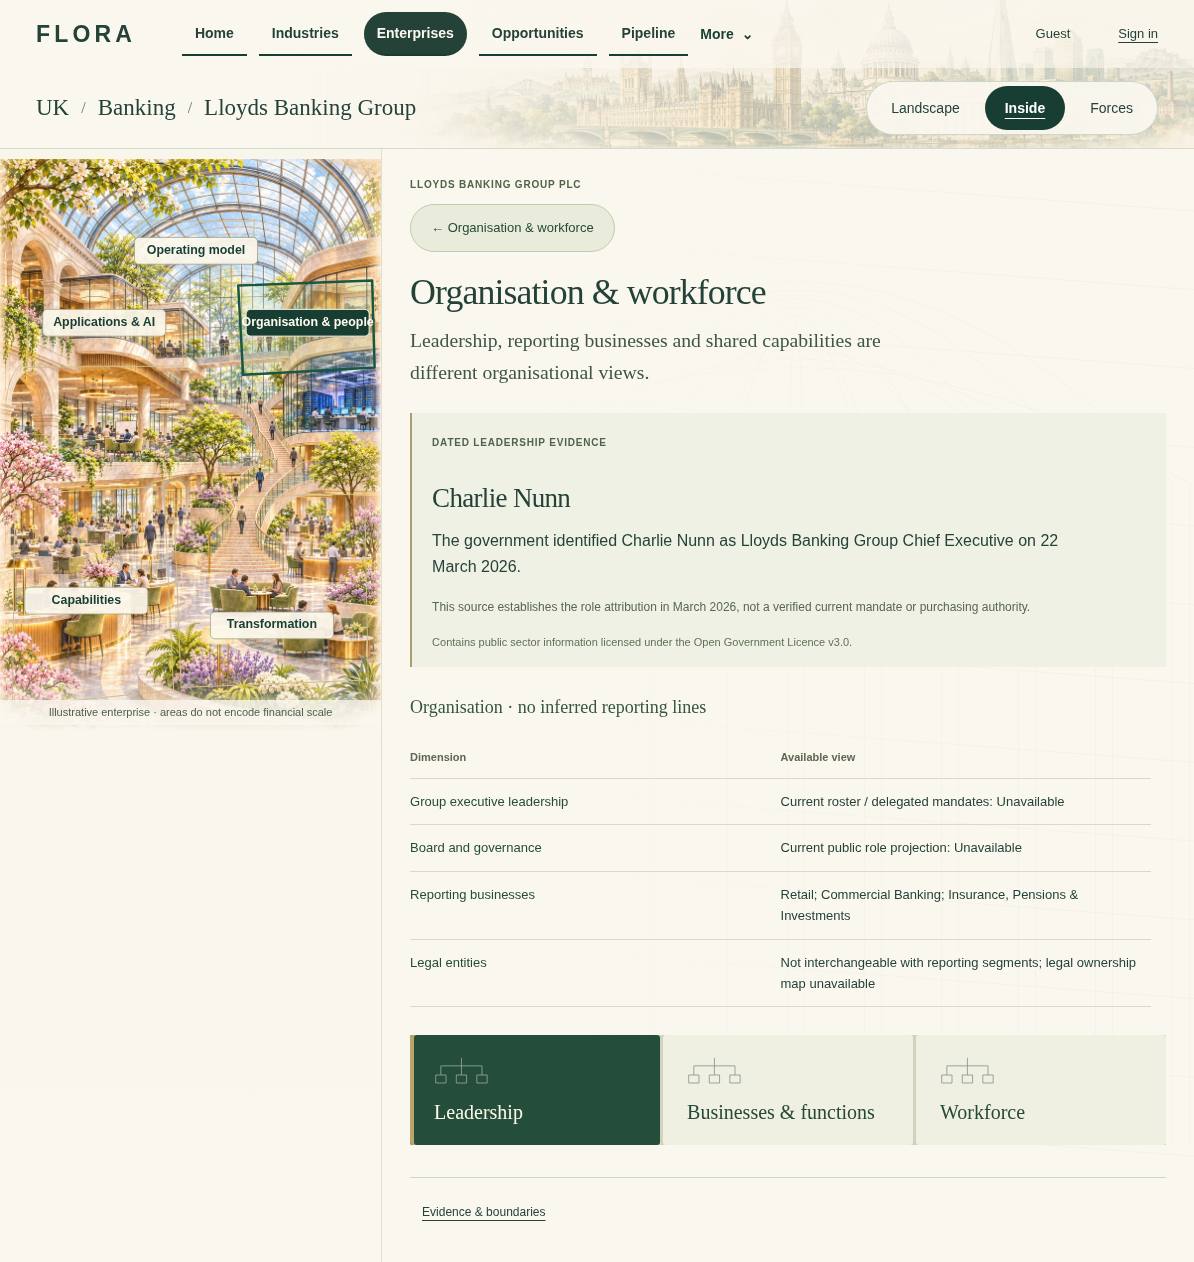 FLORA
Home
Industries
Enterprises
Opportunities
Pipeline
More
Guest
Sign in
UK / Banking / Lloyds Banking Group
Landscape
Inside
Forces
Operating model
Applications & AI
Organisation & people
Capabilities
Transformation
Illustrative enterprise · areas do not encode financial scale
LLOYDS BANKING GROUP PLC
← Organisation & workforce
Organisation & workforce
Leadership, reporting businesses and shared capabilities are
different organisational views.
DATED LEADERSHIP EVIDENCE
Charlie Nunn
The government identified Charlie Nunn as Lloyds Banking Group Chief Executive on 22
March 2026.
This source establishes the role attribution in March 2026, not a verified current mandate or purchasing authority.
Contains public sector information licensed under the Open Government Licence v3.0.
Organisation · no inferred reporting lines
Dimension
Available view
Group executive leadership
Current roster / delegated mandates: Unavailable
Board and governance
Current public role projection: Unavailable
Reporting businesses
Retail; Commercial Banking; Insurance, Pensions &
Investments
Legal entities
Not interchangeable with reporting segments; legal ownership
map unavailable
Leadership
Businesses & functions
Workforce
Evidence & boundaries